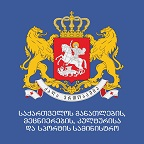 საქართველოს განათლების,
მეცნიერების, კულტურისა
და სპორტის სამინისტრო